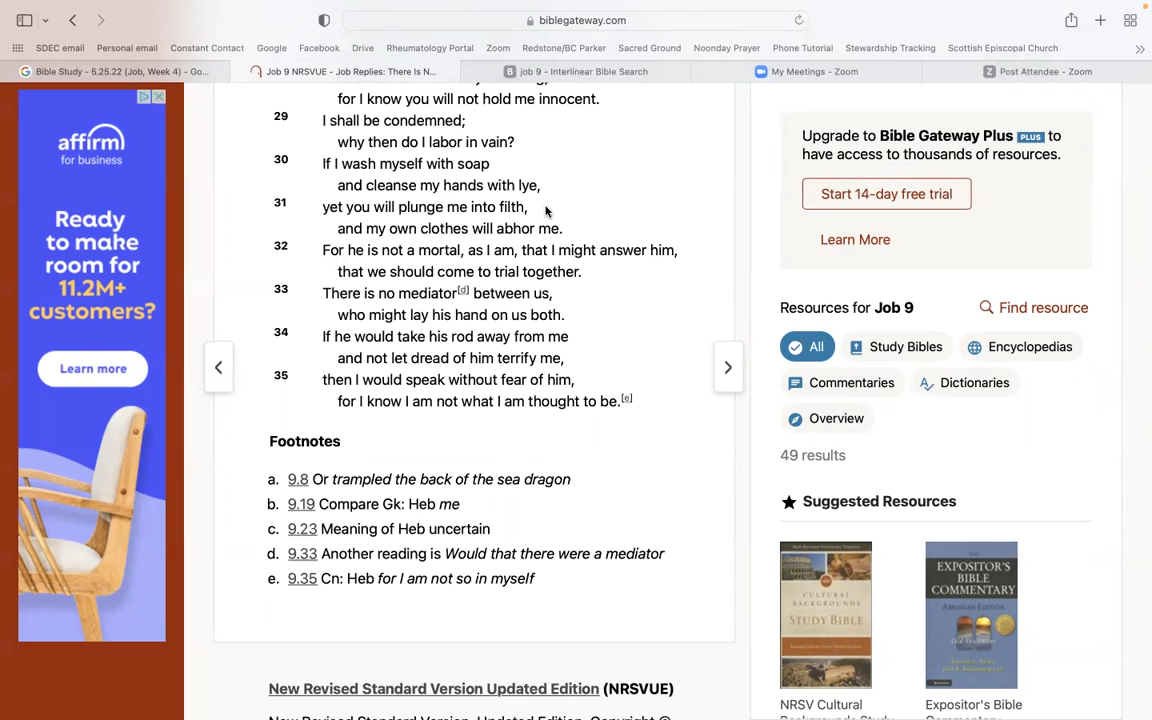 biblegateway.com
SDEC email Personal email Constant Contact Google Facebook Drive Rheumatology Portal Zoom Redstone/BC Parker Sacred Ground Noonday Prayer Phone Tutorial Stewardship Tracking Scottish Episcopal Church
Bible Study - 5.25.22 (Job, Week 4) - Go... Job 9 NRSVUE - Job Replies: There Is N... job 9 - Interlinear Bible Search My Meetings - Zoom Post Attendee - Zoom
affirm
for business
Ready
to make
room for
11.2M+
customers?
Learn more
for I know you will not hold me innocent.
29 I shall be condemned;
why then do I labor in vain?
30 If I wash myself with soap
and cleanse my hands with lye,
31 yet you will plunge me into filth,
and my own clothes will abhor me.
32 For he is not a mortal, as I am, that I might answer him,
that we should come to trial together.
33 There is no mediator[d] between us,
who might lay his hand on us both.
34 If he would take his rod away from me
and not let dread of him terrify me,
35 then I would speak without fear of him,
for I know I am not what I am thought to be.[e]
Footnotes
a. 9.8 Or trampled the back of the sea dragon
b. 9.19 Compare Gk: Heb me
c. 9.23 Meaning of Heb uncertain
d. 9.33 Another reading is Would that there were a mediator
e. 9.35 Cn: Heb for I am not so in myself
New Revised Standard Version Updated Edition (NRSVUE)
New Revised Standard Version, Updated Edition. Copyright ©
Upgrade to Bible Gateway Plus PLUS to
have access to thousands of resources.
Start 14-day free trial
Learn More
Resources for Job 9 Find resource
All Study Bibles Encyclopedias
Commentaries Dictionaries
Overview
49 results
Suggested Resources
CULTURAL
BACKGROUNDS
STUDY BIBLE
THE
EXPOSITOR'S
BIBLE
COMMENTARY
ABRIDGED EDITION
NRSV Cultural Expositor's Bible
Backgrounds Study Commentary